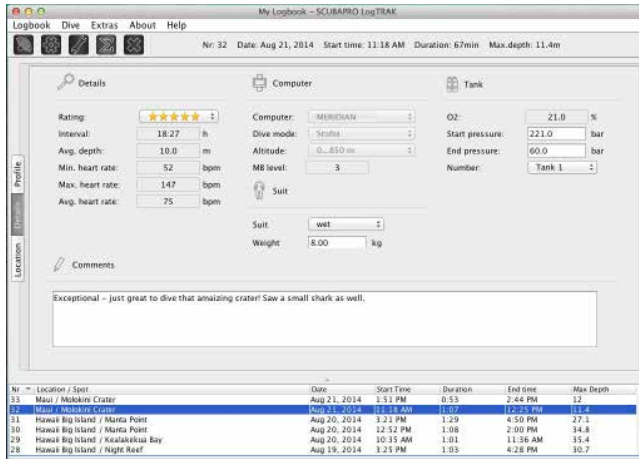 My Logbook – SCUBAPRO LogTRAK
Logbook Dive Extras About Help
Nr: 32 Date: Aug 21, 2014 Start time: 11:18 AM Duration: 67min Max.depth: 11.4m
Details Computer Tank
Rating: Computer: MERIDIAN O2: 21.0 %
Interval: 18:27 h Dive mode: Scuba Start pressure: 221.0 bar
Avg. depth: 10.0 m Altitude: 0...850 m End pressure: 60.0 bar
Min. heart rate: 52 bpm MB level: 3 Number: Tank 1
Max. heart rate: 147 bpm Suit
Avg. heart rate: 75 bpm
Suit wet
Weight 8.00 kg
Profile
Details
Location
Comments
Exceptional – just great to dive that amaizing crater! Saw a small shark as well.
Nr Location / Spot Date Start Time Duration End time Max Depth
33 Maui / Molokini Crater Aug 21, 2014 1:51 PM 0:53 2:44 PM 12
32 Maui / Molokini Crater Aug 21, 2014 11:18 AM 1:07 12:25 PM 11.4
31 Hawaii Big Island / Manta Point Aug 20, 2014 3:21 PM 1:29 4:50 PM 27.1
30 Hawaii Big Island / Manta Point Aug 20, 2014 12:52 PM 1:08 2:00 PM 34.8
29 Hawaii Big Island / Kealakekua Bay Aug 20, 2014 10:35 AM 1:01 11:36 AM 35.4
28 Hawaii Big Island / Night Reef Aug 19, 2014 3:25 PM 1:03 4:28 PM 30.7